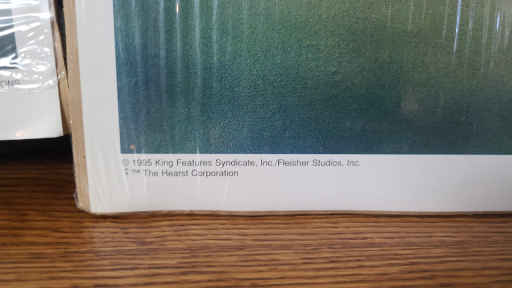 © 1995 King Features Syndicate, Inc./Fleisher Studios, Inc.
™ The Hearst Corporation